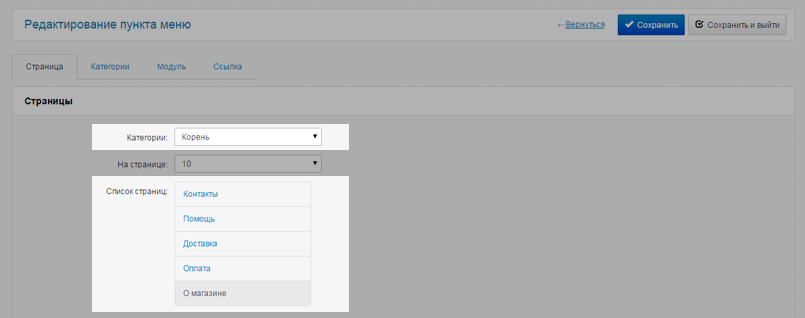 Редактирование пункта меню
←Вернуться
Сохранить
Сохранить и выйти
Страница
Категории
Модуль
Ссылка
Страницы
Категории: Корень
На странице: 10
Список страниц:
Контакты
Помощь
Доставка
Оплата
О магазине